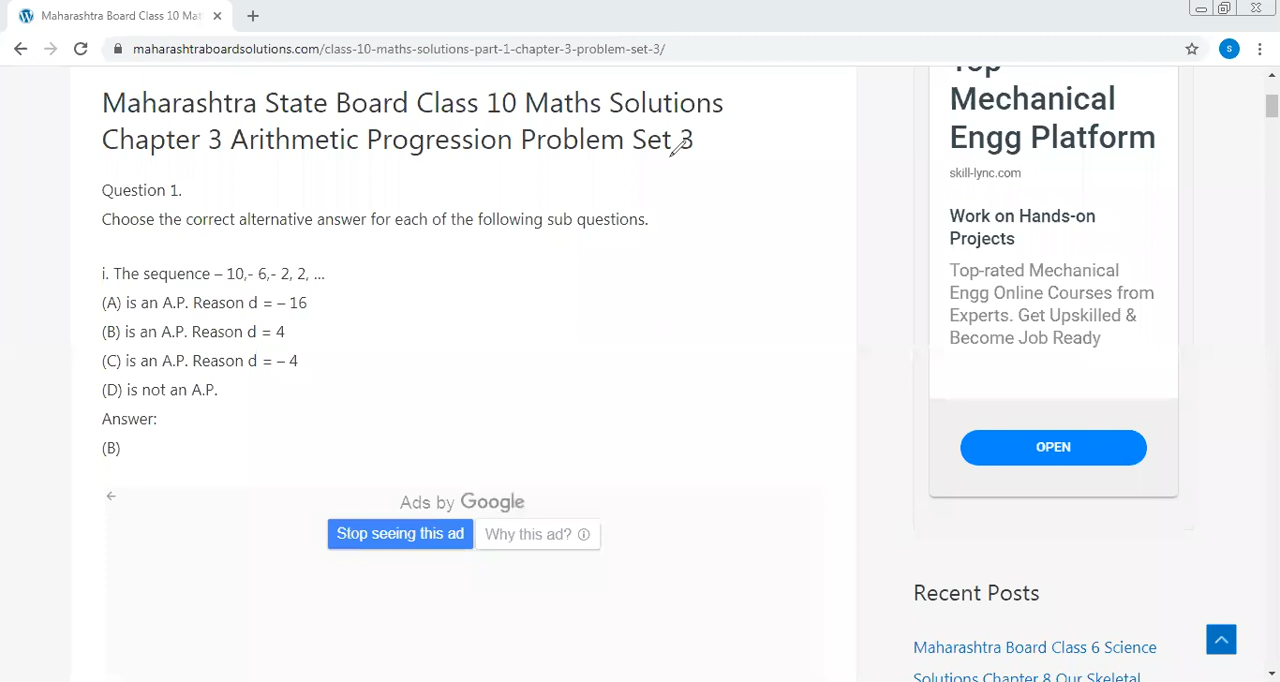 Maharashtra Board Class 10 Mat
maharashtraboardsolutions.com/class-10-maths-solutions-part-1-chapter-3-problem-set-3/
S
Maharashtra State Board Class 10 Maths Solutions
Chapter 3 Arithmetic Progression Problem Set 3
Question 1.
Choose the correct alternative answer for each of the following sub questions.
i. The sequence – 10,- 6,- 2, 2, …
(A) is an A.P. Reason d = – 16
(B) is an A.P. Reason d = 4
(C) is an A.P. Reason d = – 4
(D) is not an A.P.
Answer:
(B)
Ads by Google
Stop seeing this ad
Why this ad?
Top
Mechanical
Engg Platform
skill-lync.com
Work on Hands-on
Projects
Top-rated Mechanical
Engg Online Courses from
Experts. Get Upskilled &
Become Job Ready
OPEN
Recent Posts
Maharashtra Board Class 6 Science
Solutions Chapter 8 Our Skeletal